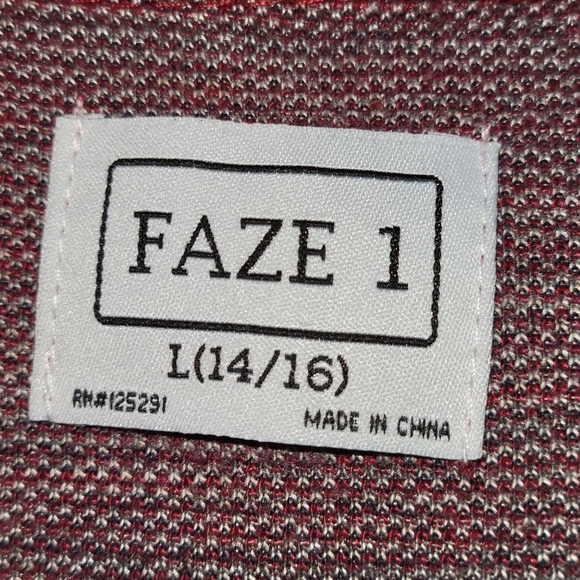 FAZE 1
L(14/16)
RN#125291
MADE IN CHINA